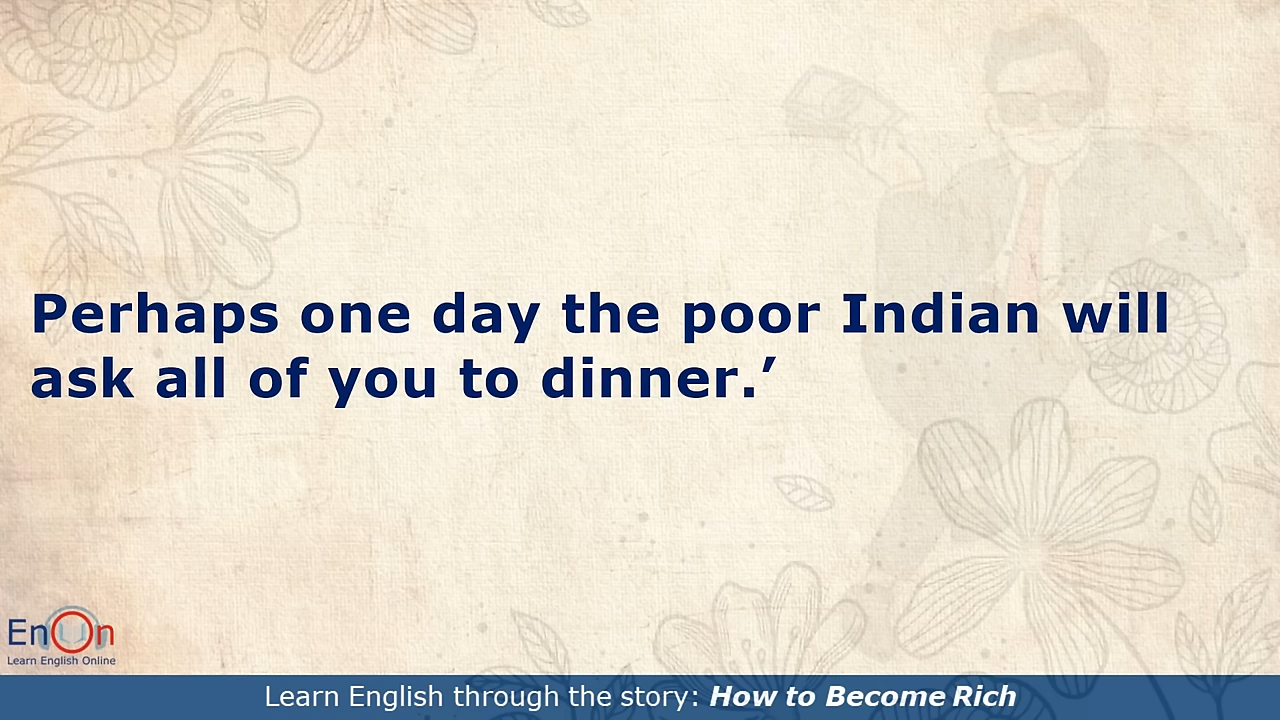 Perhaps one day the poor Indian will
ask all of you to dinner.’
EnOn
Learn English Online
Learn English through the story: How to Become Rich